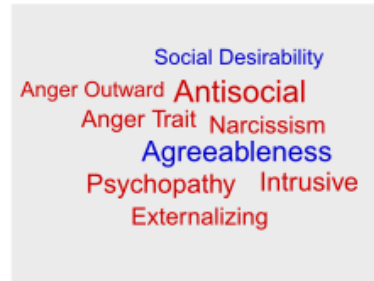 Social Desirability
Anger Outward Antisocial
Anger Trait Narcissism
Agreeableness
Psychopathy Intrusive
Externalizing